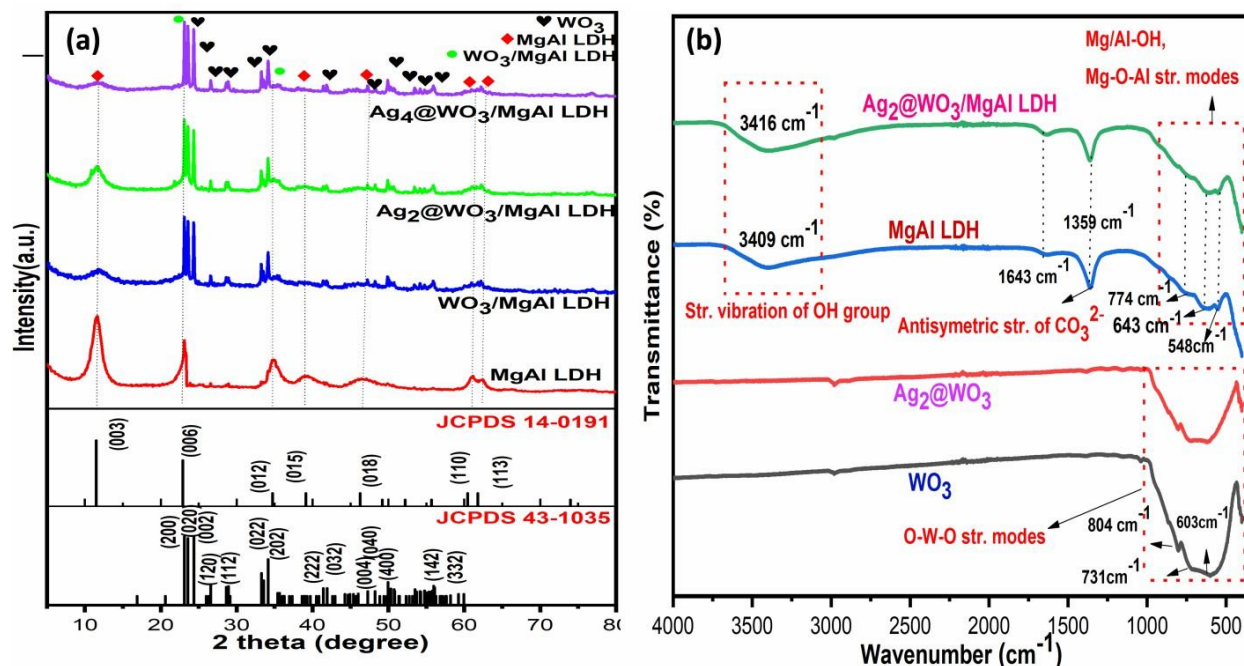 (a)
WO3
MgAl LDH
WO3/MgAl LDH
Ag4@WO3/MgAl LDH
Ag2@WO3/MgAl LDH
WO3/MgAl LDH
MgAl LDH
Intensity(a.u.)
JCPDS 14-0191
(003)
(006)
(012)
(015)
(018)
(110)
(113)
JCPDS 43-1035
(200)
(020)
(002)
(120)
(112)
(022)
(202)
(222)
(032)
(004)
(040)
(400)
(142)
(332)
10 20 30 40 50 60 70 80
2 theta (degree)
(b)
Mg/Al-OH,
Mg-O-Al str. modes
Ag2@WO3/MgAl LDH
3416 cm-1
1359 cm-1
MgAl LDH
3409 cm-1
1643 cm-1
774 cm-1
643 cm-1
548cm-1
Str. vibration of OH group
Antisymetric str. of CO3 2-
Ag2@WO3
WO3
O-W-O str. modes
804 cm-1
603cm-1
731cm-1
Transmittance (%)
4000 3500 3000 2500 2000 1500 1000 500
Wavenumber (cm-1)